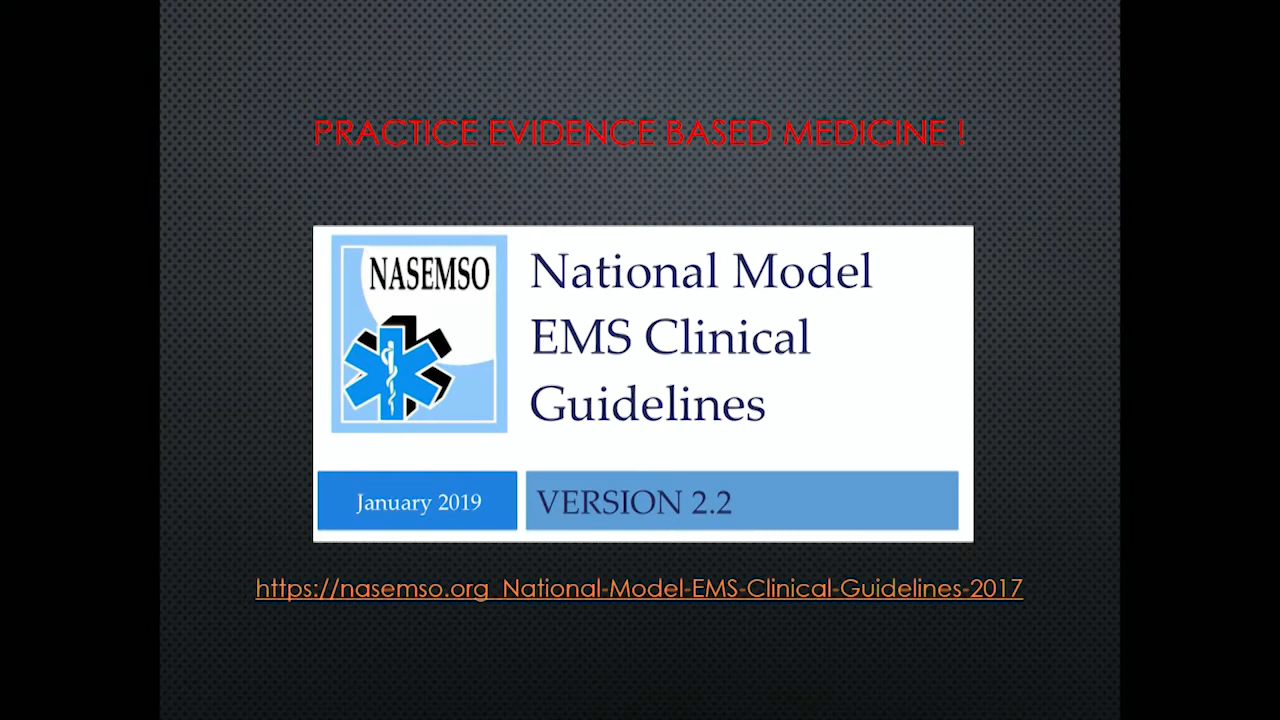 PRACTICE EVIDENCE BASED MEDICINE !
NASEMSO
National Model
EMS Clinical
Guidelines
January 2019
VERSION 2.2
https://nasemso.org_National-Model-EMS-Clinical-Guidelines-2017